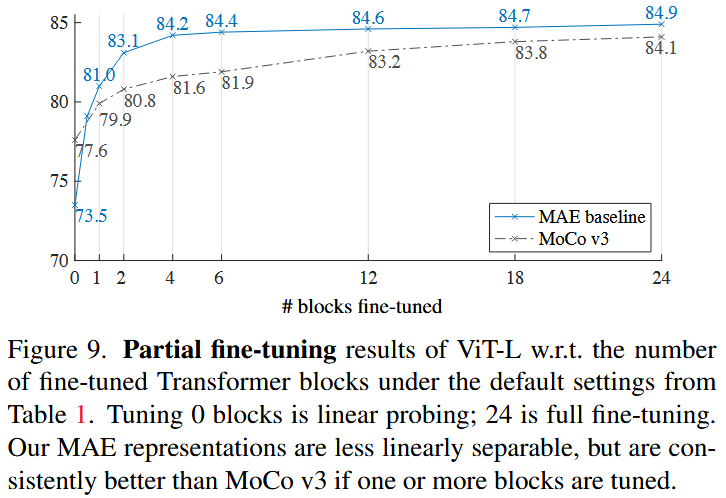 85
80
75
70
84.2 84.4 84.6 84.7 84.9
83.1
81.0
79.9
80.8
81.6
81.9
83.2
83.8
84.1
77.6
73.5
MAE baseline
MoCo v3
0 1 2 4 6 12 18 24
# blocks fine-tuned
Figure 9. Partial fine-tuning results of ViT-L w.r.t. the number
of fine-tuned Transformer blocks under the default settings from
Table 1. Tuning 0 blocks is linear probing; 24 is full fine-tuning.
Our MAE representations are less linearly separable, but are con-
sistently better than MoCo v3 if one or more blocks are tuned.